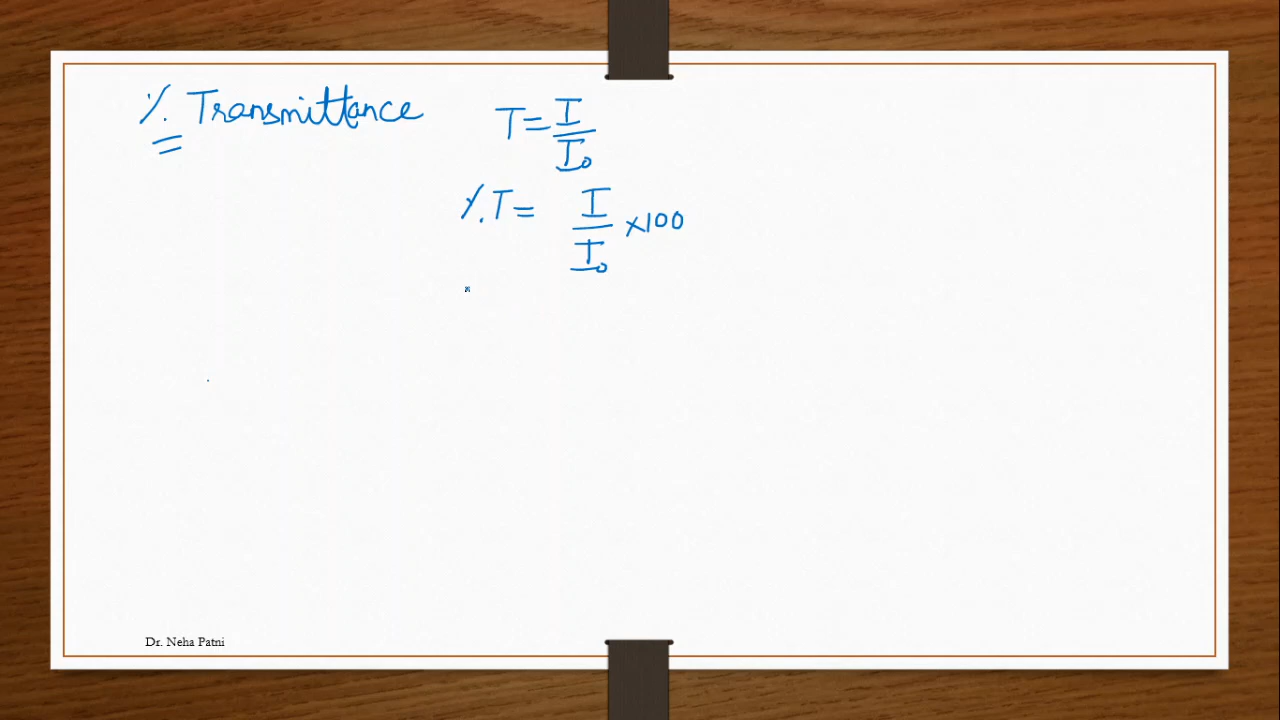 % Transmittance
T = I / I₀
% T = I / I₀ × 100
Dr. Neha Patni